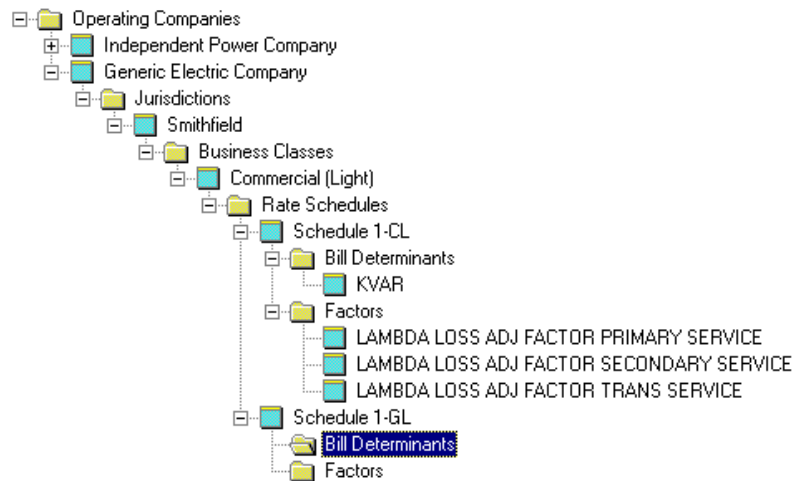 Operating Companies
Independent Power Company
Generic Electric Company
Jurisdictions
Smithfield
Business Classes
Commercial (Light)
Rate Schedules
Schedule 1-CL
Bill Determinants
KVAR
Factors
LAMBDA LOSS ADJ FACTOR PRIMARY SERVICE
LAMBDA LOSS ADJ FACTOR SECONDARY SERVICE
LAMBDA LOSS ADJ FACTOR TRANS SERVICE
Schedule 1-GL
Bill Determinants
Factors